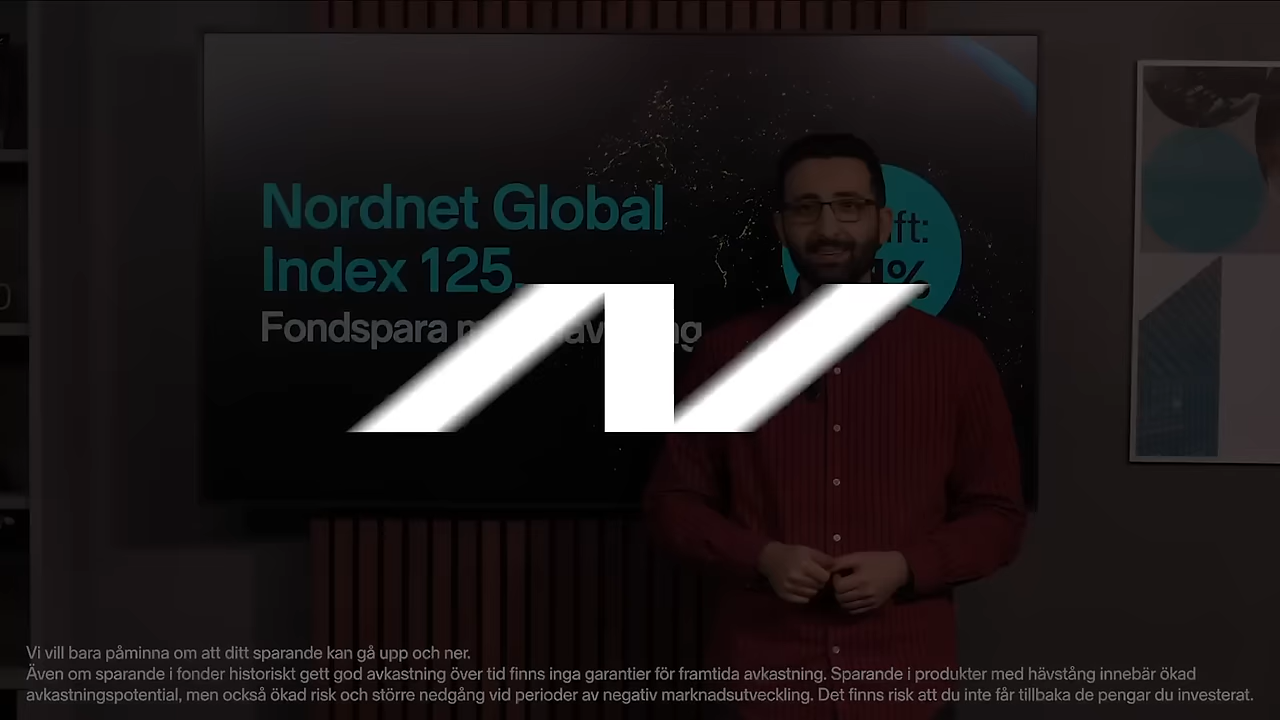 Nordnet Global
Index 125.
Fondspara
Vi vill bara påminna om att ditt sparande kan gå upp och ner.
Även om sparande i fonder historiskt gett god avkastning över tid finns inga garantier för framtida avkastning. Sparande i produkter med hävstång innebär ökad
avkastningspotential, men också ökad risk och större nedgång vid perioder av negativ marknadsutveckling. Det finns risk att du inte får tillbaka de pengar du investerat.